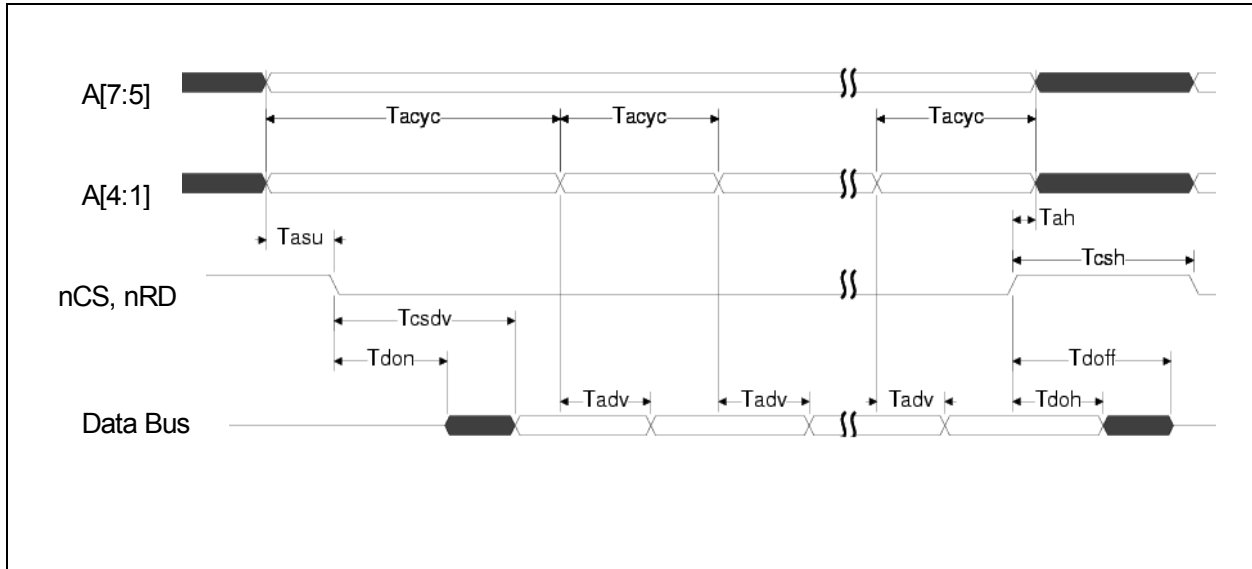 A[7:5]
Tacyc Tacyc Tacyc
A[4:1]
Tah
Tasu
Tcsh
nCS, nRD
Tcsdv
Tdon Tdoff
Tadv Tadv Tadv Tdoh
Data Bus